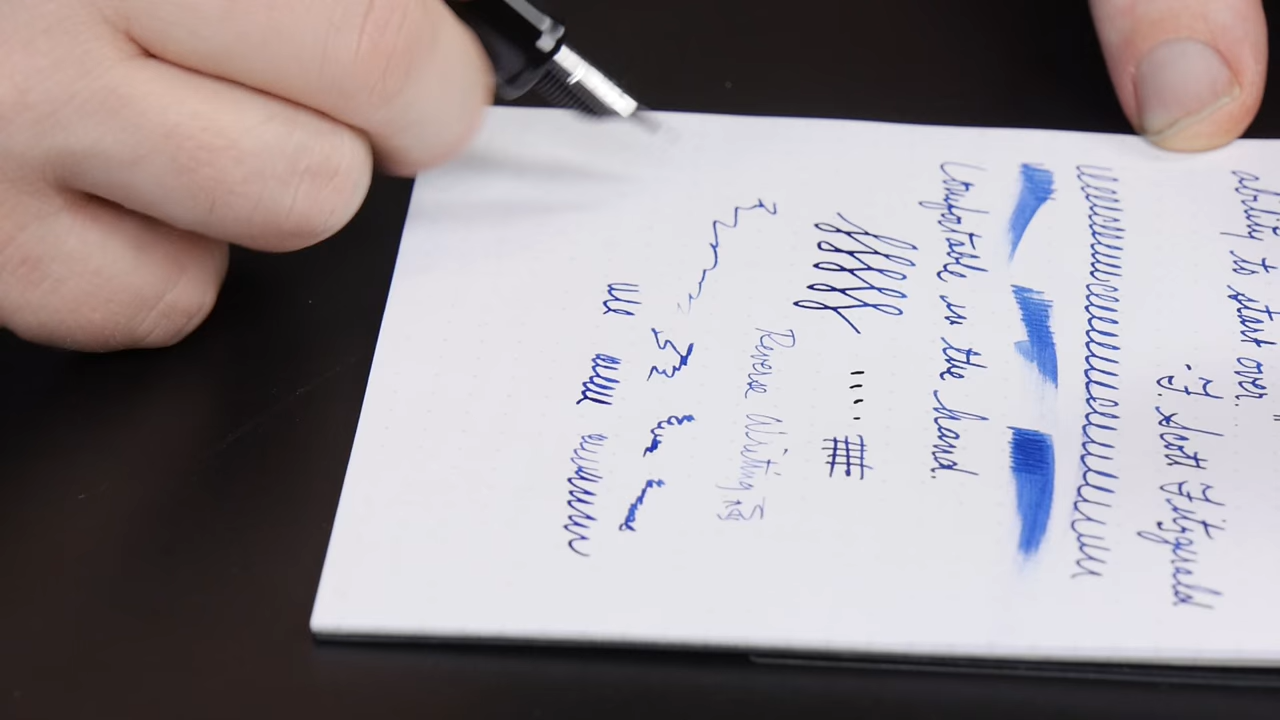 ability to start over."
-F. Scott Fitzgerald
Comfortable in the hand.
Reverse Writing